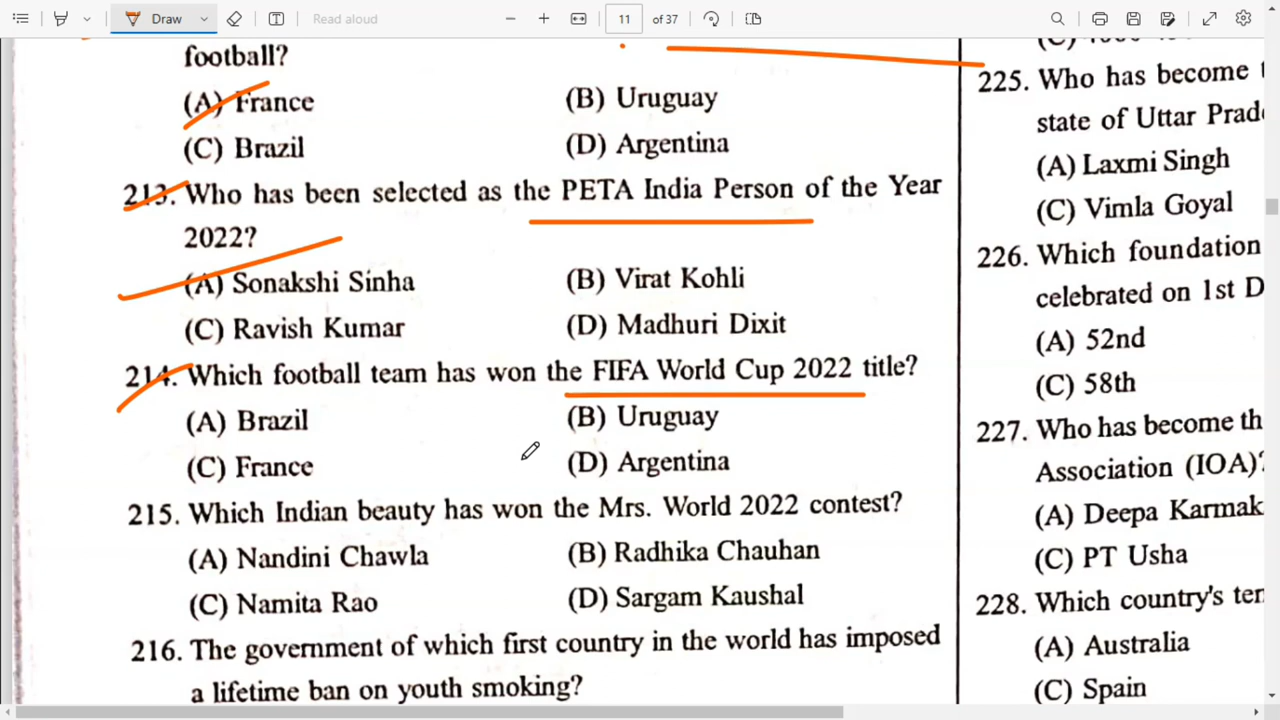 Draw
Read aloud
11 of 37
football?
(A) France
(B) Uruguay
(C) Brazil
(D) Argentina
213. Who has been selected as the PETA India Person of the Year
2022?
(A) Sonakshi Sinha
(B) Virat Kohli
(C) Ravish Kumar
(D) Madhuri Dixit
214. Which football team has won the FIFA World Cup 2022 title?
(A) Brazil
(B) Uruguay
(C) France
(D) Argentina
215. Which Indian beauty has won the Mrs. World 2022 contest?
(A) Nandini Chawla
(B) Radhika Chauhan
(C) Namita Rao
(D) Sargam Kaushal
216. The government of which first country in the world has imposed
a lifetime ban on youth smoking?
225. Who has become
state of Uttar Prad
(A) Laxmi Singh
(C) Vimla Goyal
226. Which foundation
celebrated on 1st D
(A) 52nd
(C) 58th
227. Who has become th
Association (IOA)?
(A) Deepa Karmak
(C) PT Usha
228. Which country's ten
(A) Australia
(C) Spain